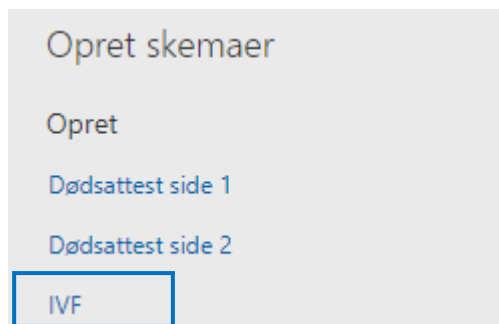 Opret skemaer
Opret
Dødsattest side 1
Dødsattest side 2
IVF